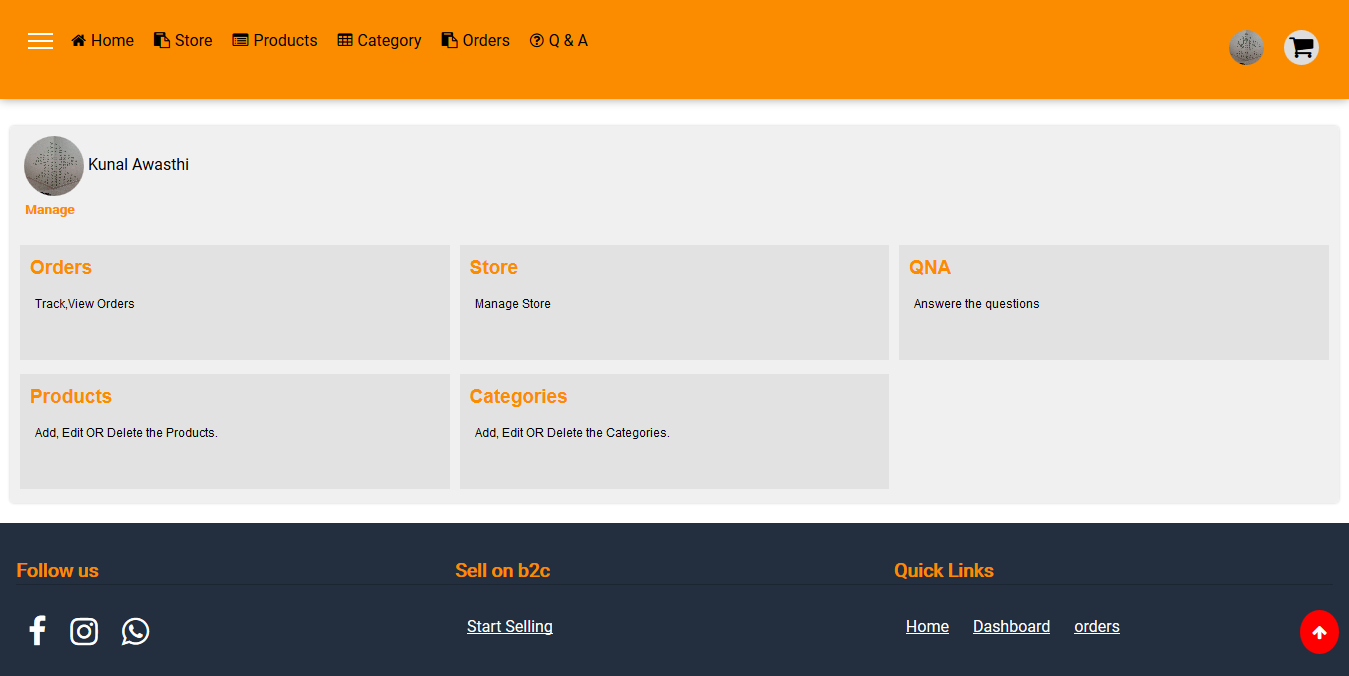 Home Store Products Category Orders Q & A
Kunal Awasthi
Manage
Orders
Track,View Orders
Store
Manage Store
QNA
Answere the questions
Products
Add, Edit OR Delete the Products.
Categories
Add, Edit OR Delete the Categories.
Follow us
Sell on b2c
Start Selling
Quick Links
Home Dashboard orders